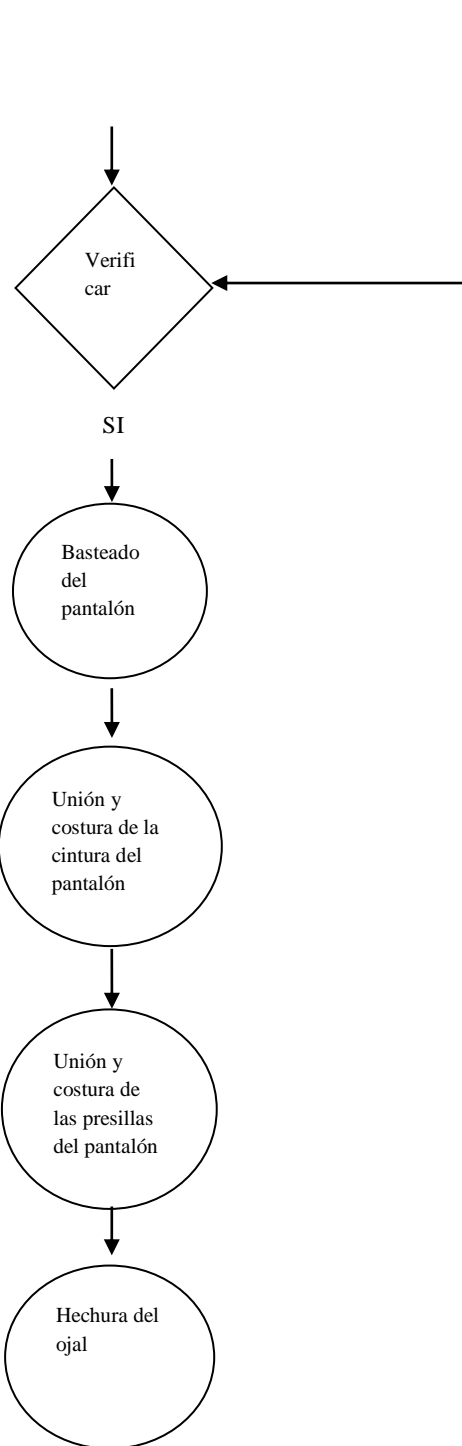 Verifi
car
SI
Basteado
del
pantalón
Unión y
costura de la
cintura del
pantalón
Unión y
costura de
las presillas
del pantalón
Hechura del
ojal